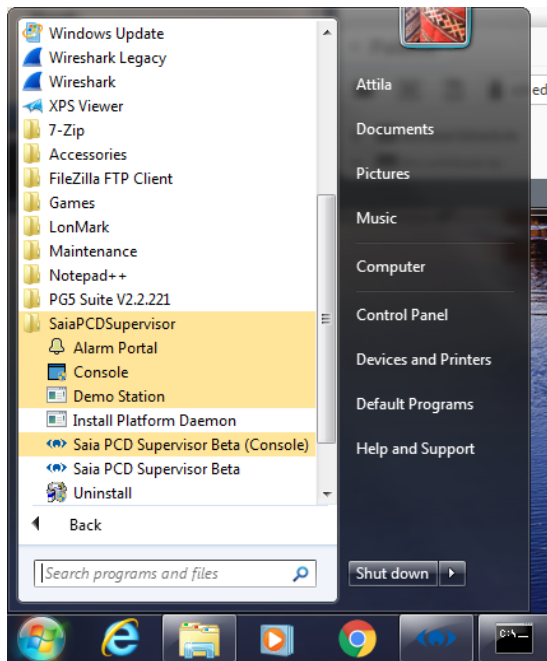 Windows Update
Wireshark Legacy
Wireshark
XPS Viewer
7-Zip
Accessories
FileZilla FTP Client
Games
LonMark
Maintenance
Notepad++
PG5 Suite V2.2.221
SaiaPCDSupervisor
Alarm Portal
Console
Demo Station
Install Platform Daemon
Saia PCD Supervisor Beta (Console)
Saia PCD Supervisor Beta
Uninstall
Back
Search programs and files
Attila
Documents
Pictures
Music
Computer
Control Panel
Devices and Printers
Default Programs
Help and Support
Shut down
ed
C:\